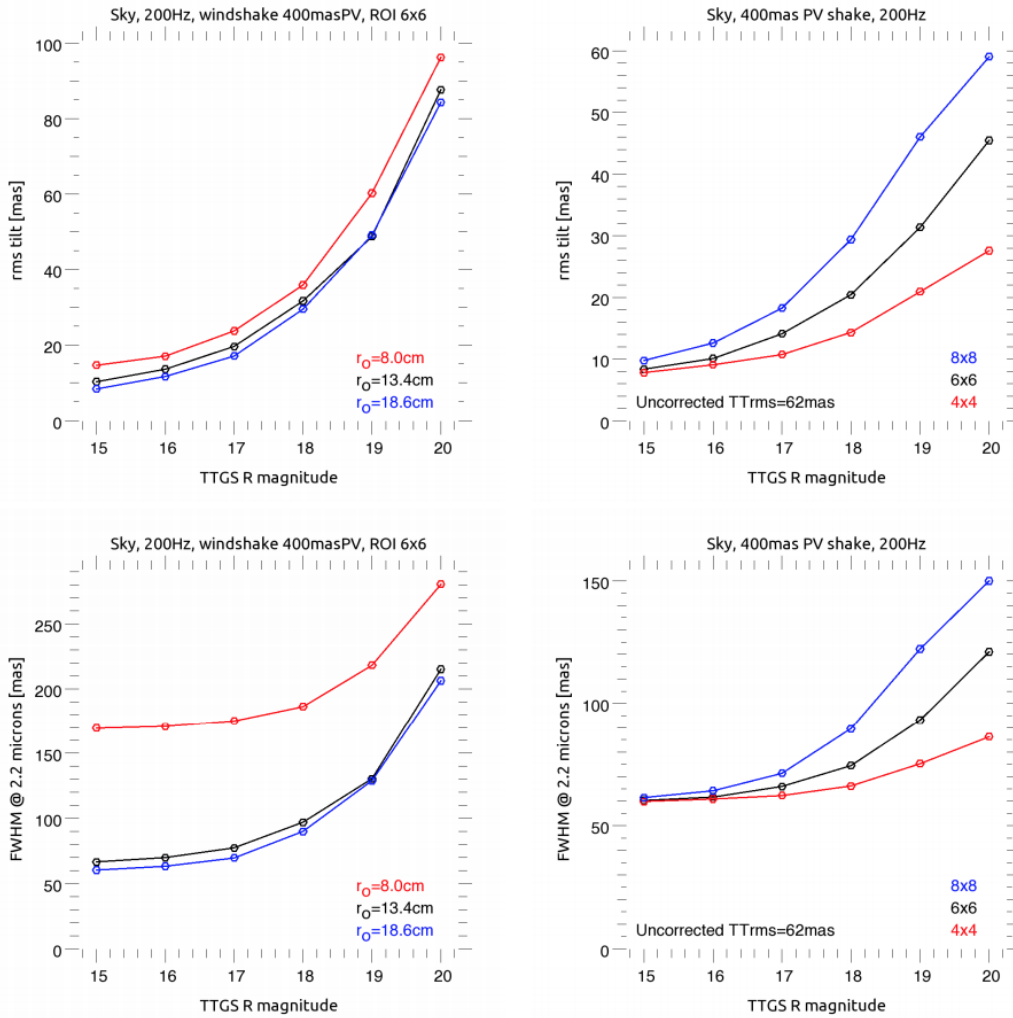 Sky, 200Hz, windshake 400masPV, ROI 6x6
100
80
60
40
20
0
rms tilt [mas]
15 16 17 18 19 20
TTGS R magnitude
ro=8.0cm
ro=13.4cm
ro=18.6cm
Sky, 400mas PV shake, 200Hz
60
50
40
30
20
10
0
rms tilt [mas]
15 16 17 18 19 20
TTGS R magnitude
8x8
6x6
4x4
Uncorrected TTrms=62mas
Sky, 200Hz, windshake 400masPV, ROI 6x6
250
200
150
100
50
0
FWHM @ 2.2 microns [mas]
15 16 17 18 19 20
TTGS R magnitude
ro=8.0cm
ro=13.4cm
ro=18.6cm
Sky, 400mas PV shake, 200Hz
150
100
50
0
FWHM @ 2.2 microns [mas]
15 16 17 18 19 20
TTGS R magnitude
8x8
6x6
4x4
Uncorrected TTrms=62mas